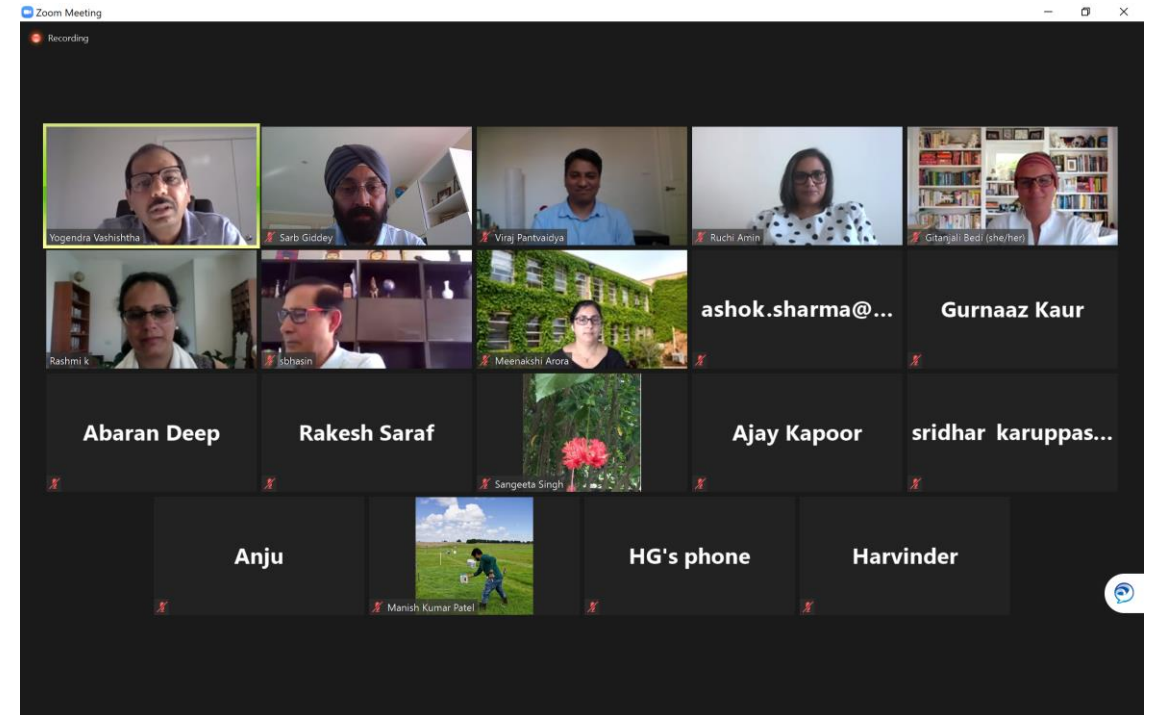 Zoom Meeting
Recording
Yogendra Vashishtha
Sarb Giddey
Viraj Pantvaidya
Ruchi Amin
Gitanjali Bedi (she/her)
Rashmi k
sbhasin
Meenakshi Arora
ashok.sharma@...
Gurnaaz Kaur
Abaran Deep
Rakesh Saraf
Sangeeta Singh
Ajay Kapoor
sridhar karuppas...
Anju
Manish Kumar Patel
HG's phone
Harvinder